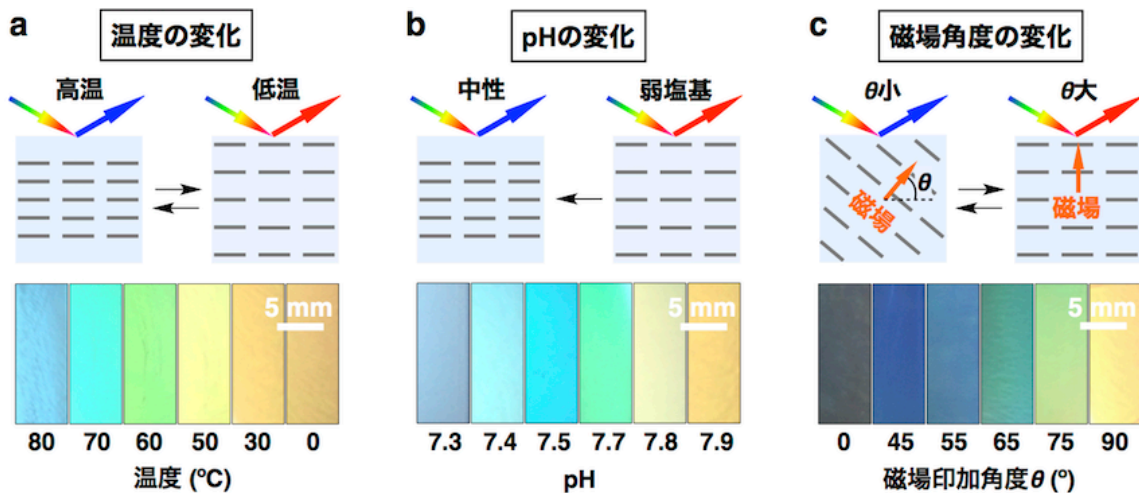 a 温度の変化
高温 低温
5 mm
80 70 60 50 30 0
温度 (ºC)
b pHの変化
中性 弱塩基
5 mm
7.3 7.4 7.5 7.7 7.8 7.9
pH
c 磁場角度の変化
θ小 θ大
θ
磁場
磁場
5 mm
0 45 55 65 75 90
磁場印加角度θ (º)